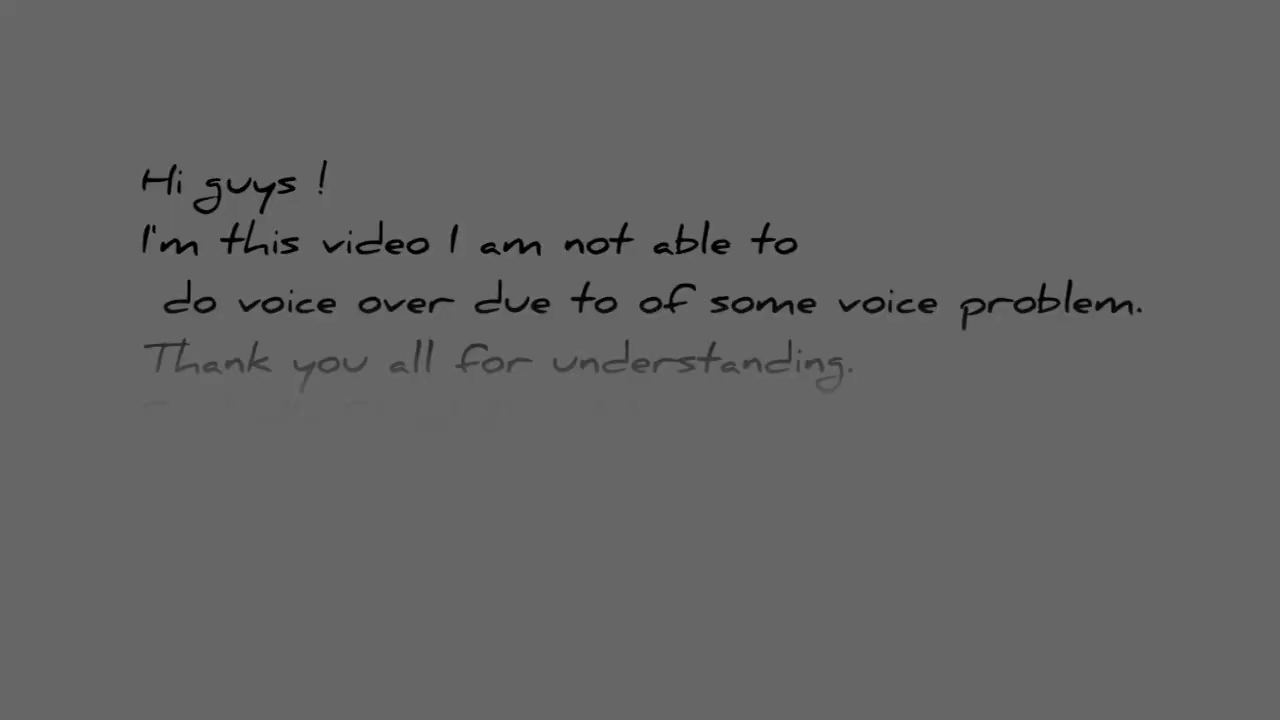 Hi guys !
I'm this video I am not able to
do voice over due to of some voice problem.
Thank you all for understanding.